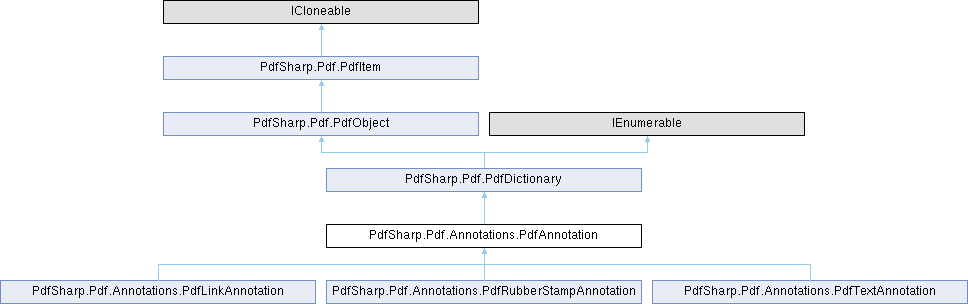 ICloneable
PdfSharp.Pdf.PdfItem
PdfSharp.Pdf.PdfObject
IEnumerable
PdfSharp.Pdf.PdfDictionary
PdfSharp.Pdf.Annotations.PdfAnnotation
PdfSharp.Pdf.Annotations.PdfLinkAnnotation
PdfSharp.Pdf.Annotations.PdfRubberStampAnnotation
PdfSharp.Pdf.Annotations.PdfTextAnnotation